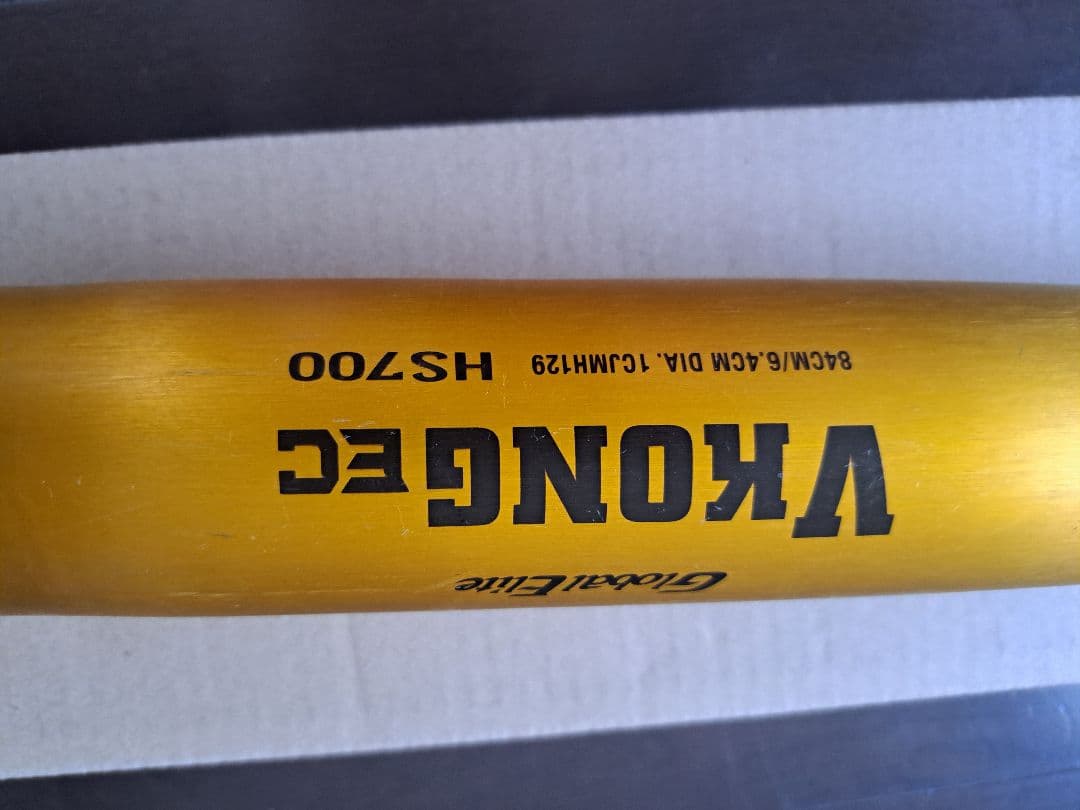 Global Elite
VKONG EC
84CM/6.4CM DIA. 1CJMH129 HS700